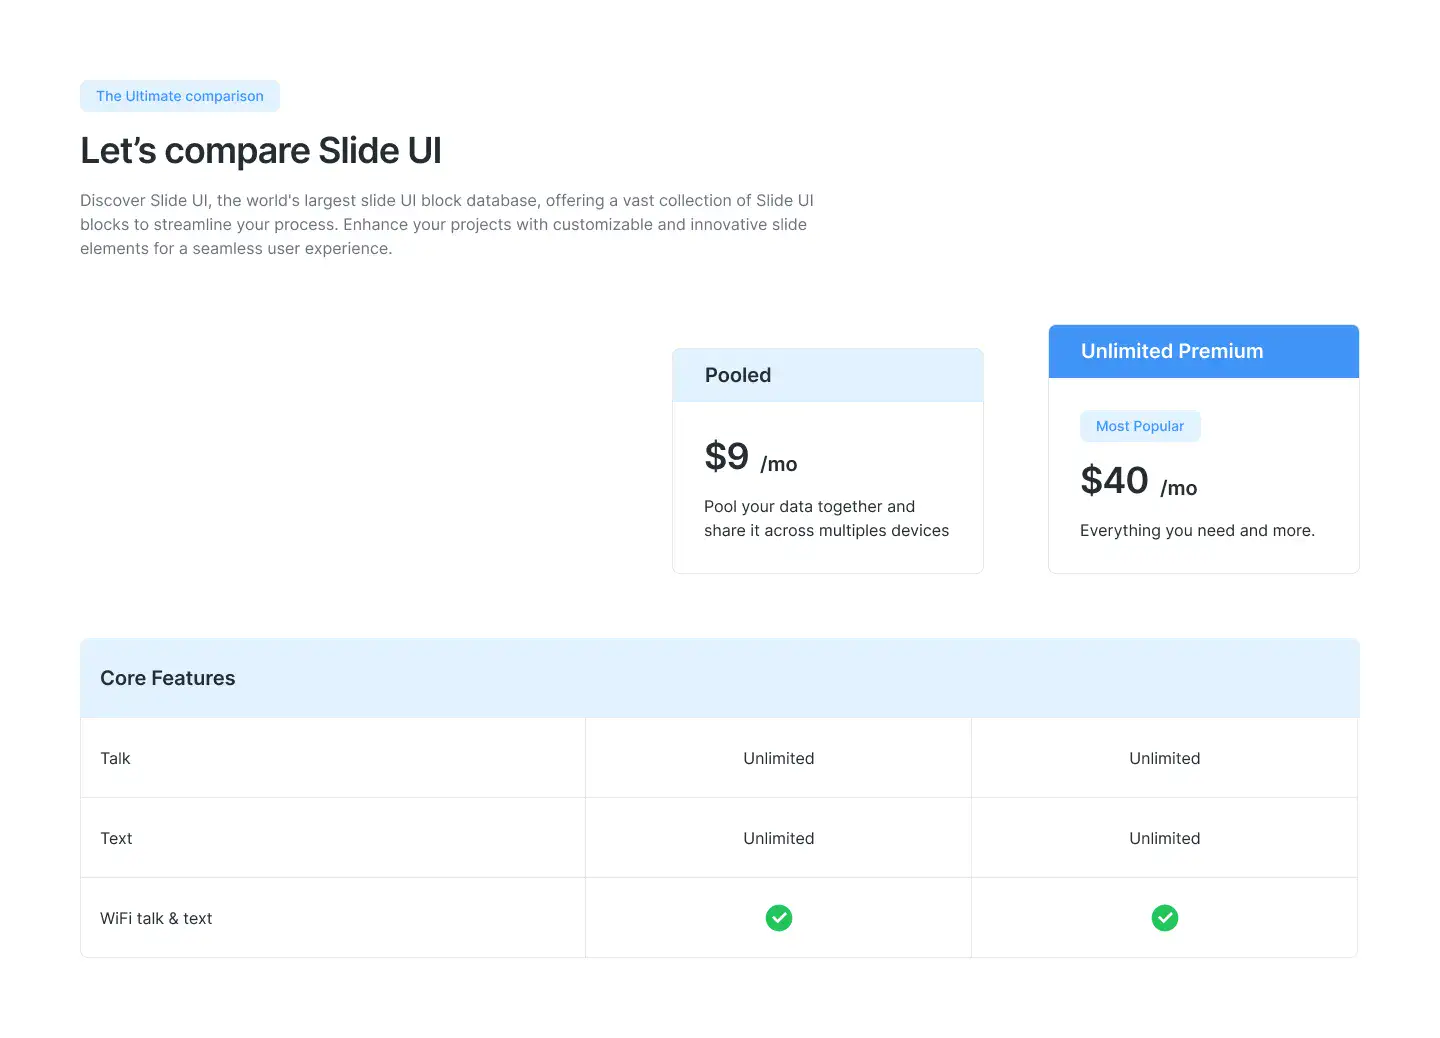 The Ultimate comparison
Let’s compare Slide UI
Discover Slide UI, the world's largest slide UI block database, offering a vast collection of Slide UI
blocks to streamline your process. Enhance your projects with customizable and innovative slide
elements for a seamless user experience.
Pooled
$9 /mo
Pool your data together and
share it across multiples devices
Unlimited Premium
Most Popular
$40 /mo
Everything you need and more.
Core Features
Talk Unlimited Unlimited
Text Unlimited Unlimited
WiFi talk & text